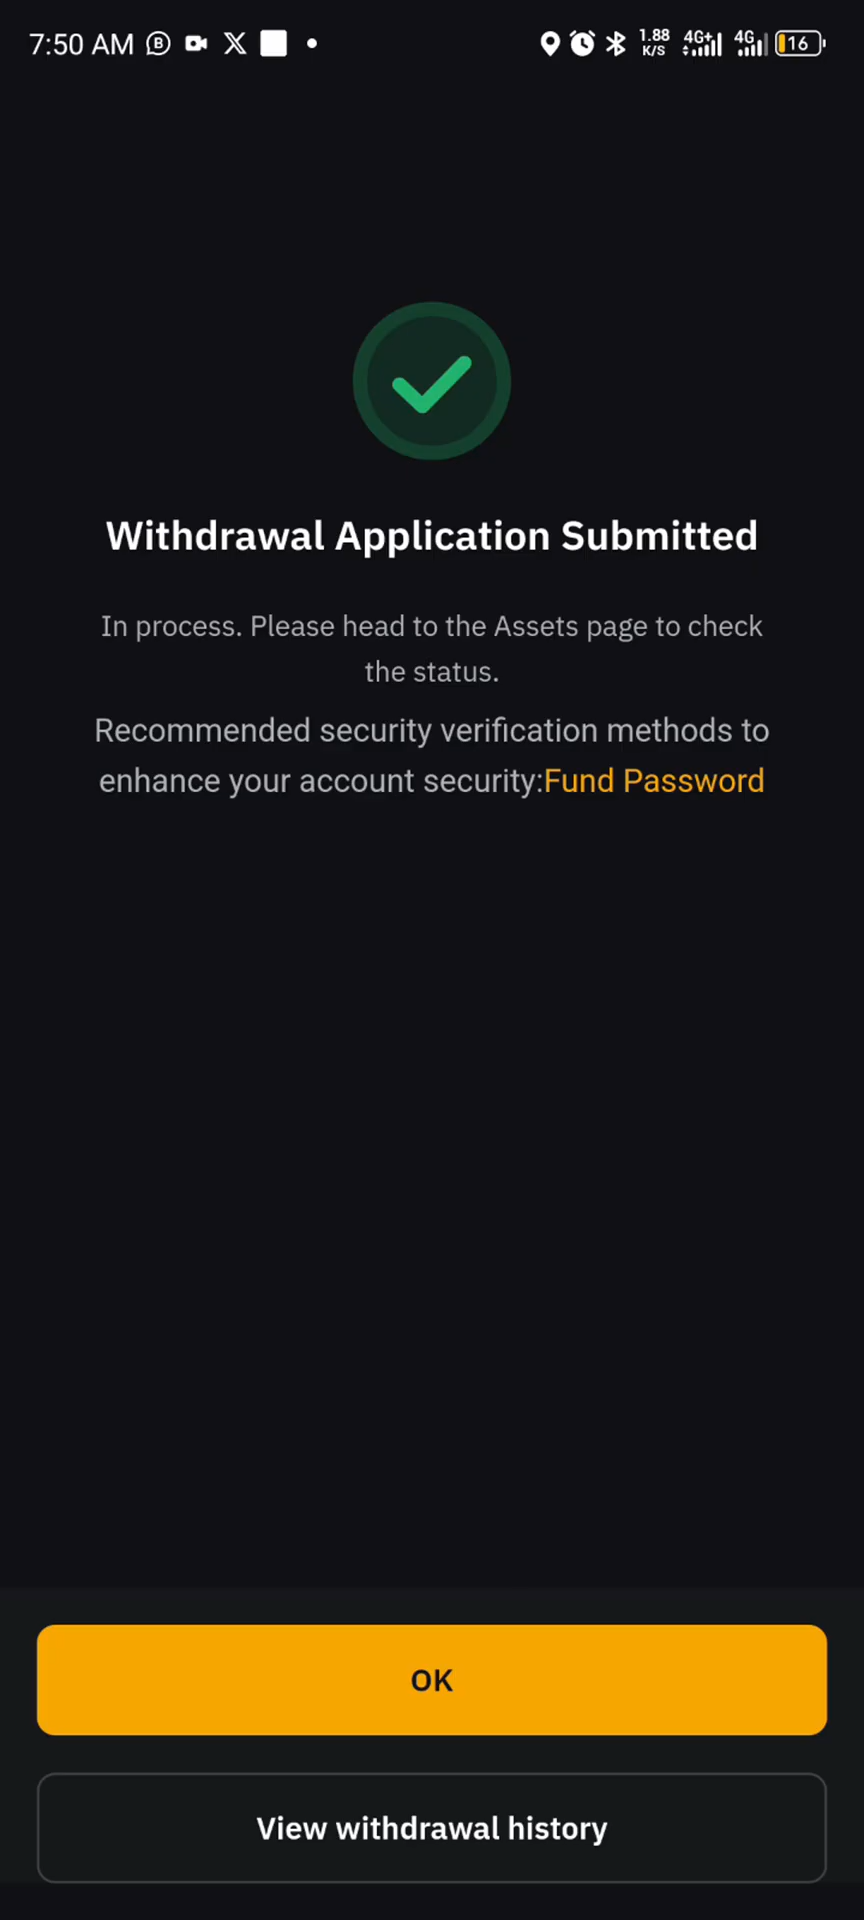 7:50 AM
1.88
K/S
4G+
4G
16
Withdrawal Application Submitted
In process. Please head to the Assets page to check
the status.
Recommended security verification methods to
enhance your account security:Fund Password
OK
View withdrawal history